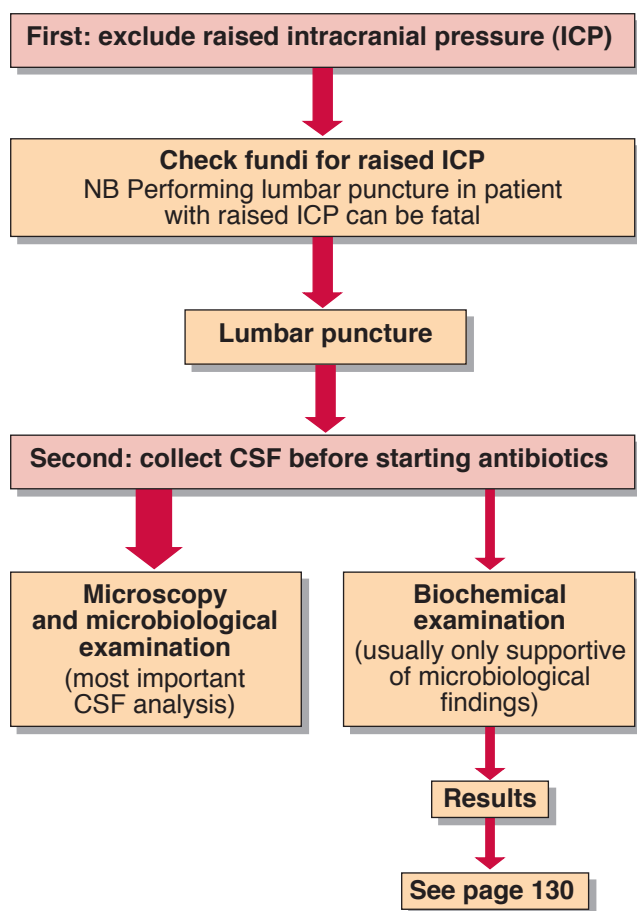 First: exclude raised intracranial pressure (ICP)
Check fundi for raised ICP
NB Performing lumbar puncture in patient
with raised ICP can be fatal
Lumbar puncture
Second: collect CSF before starting antibiotics
Microscopy
and microbiological
examination
(most important
CSF analysis)
Biochemical
examination
(usually only supportive
of microbiological
findings)
Results
See page 130